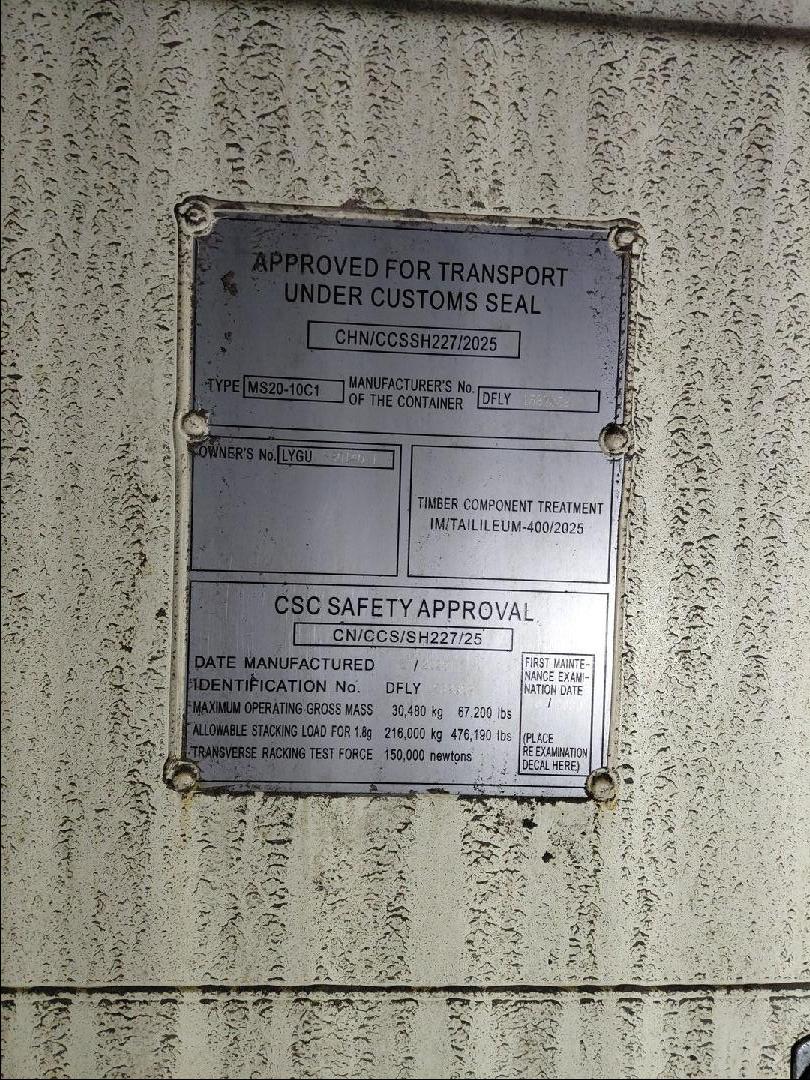 APPROVED FOR TRANSPORT
UNDER CUSTOMS SEAL
CHN/CCSSH227/2025
TYPE MS20-10C1 MANUFACTURER'S No. OF THE CONTAINER DFLY
OWNER'S No. LYGU
TIMBER COMPONENT TREATMENT
IM/TAILILEUM-400/2025
CSC SAFETY APPROVAL
CN/CCS/SH227/25
DATE MANUFACTURED /
IDENTIFICATION No. DFLY
MAXIMUM OPERATING GROSS MASS 30,480 kg 67,200 lbs
ALLOWABLE STACKING LOAD FOR 1.8g 216,000 kg 476,190 lbs
TRANSVERSE RACKING TEST FORCE 150,000 newtons
FIRST MAINTE-
NANCE EXAMI-
NATION DATE
/
(PLACE
REEXAMINATION
DECAL HERE)